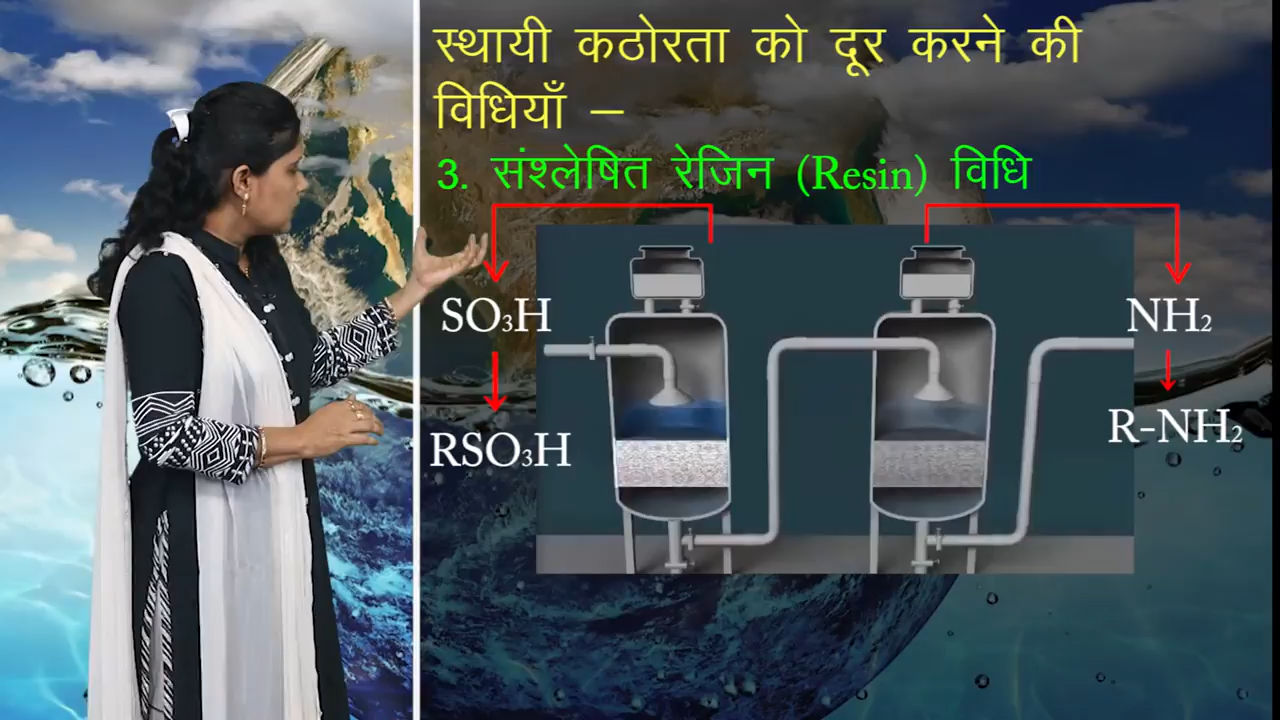 स्थायी कठोरता को दूर करने की
विधियाँ –
3. संश्लेषित रेजिन (Resin) विधि
SO₃H
NH₂
RSO₃H
R-NH₂